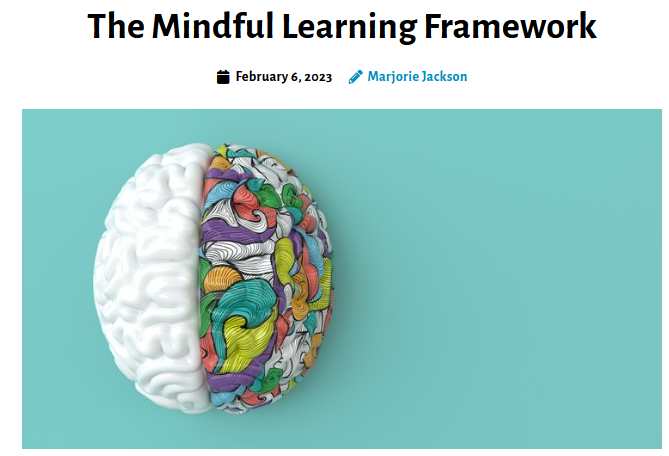 The Mindful Learning Framework
February 6, 2023 Marjorie Jackson